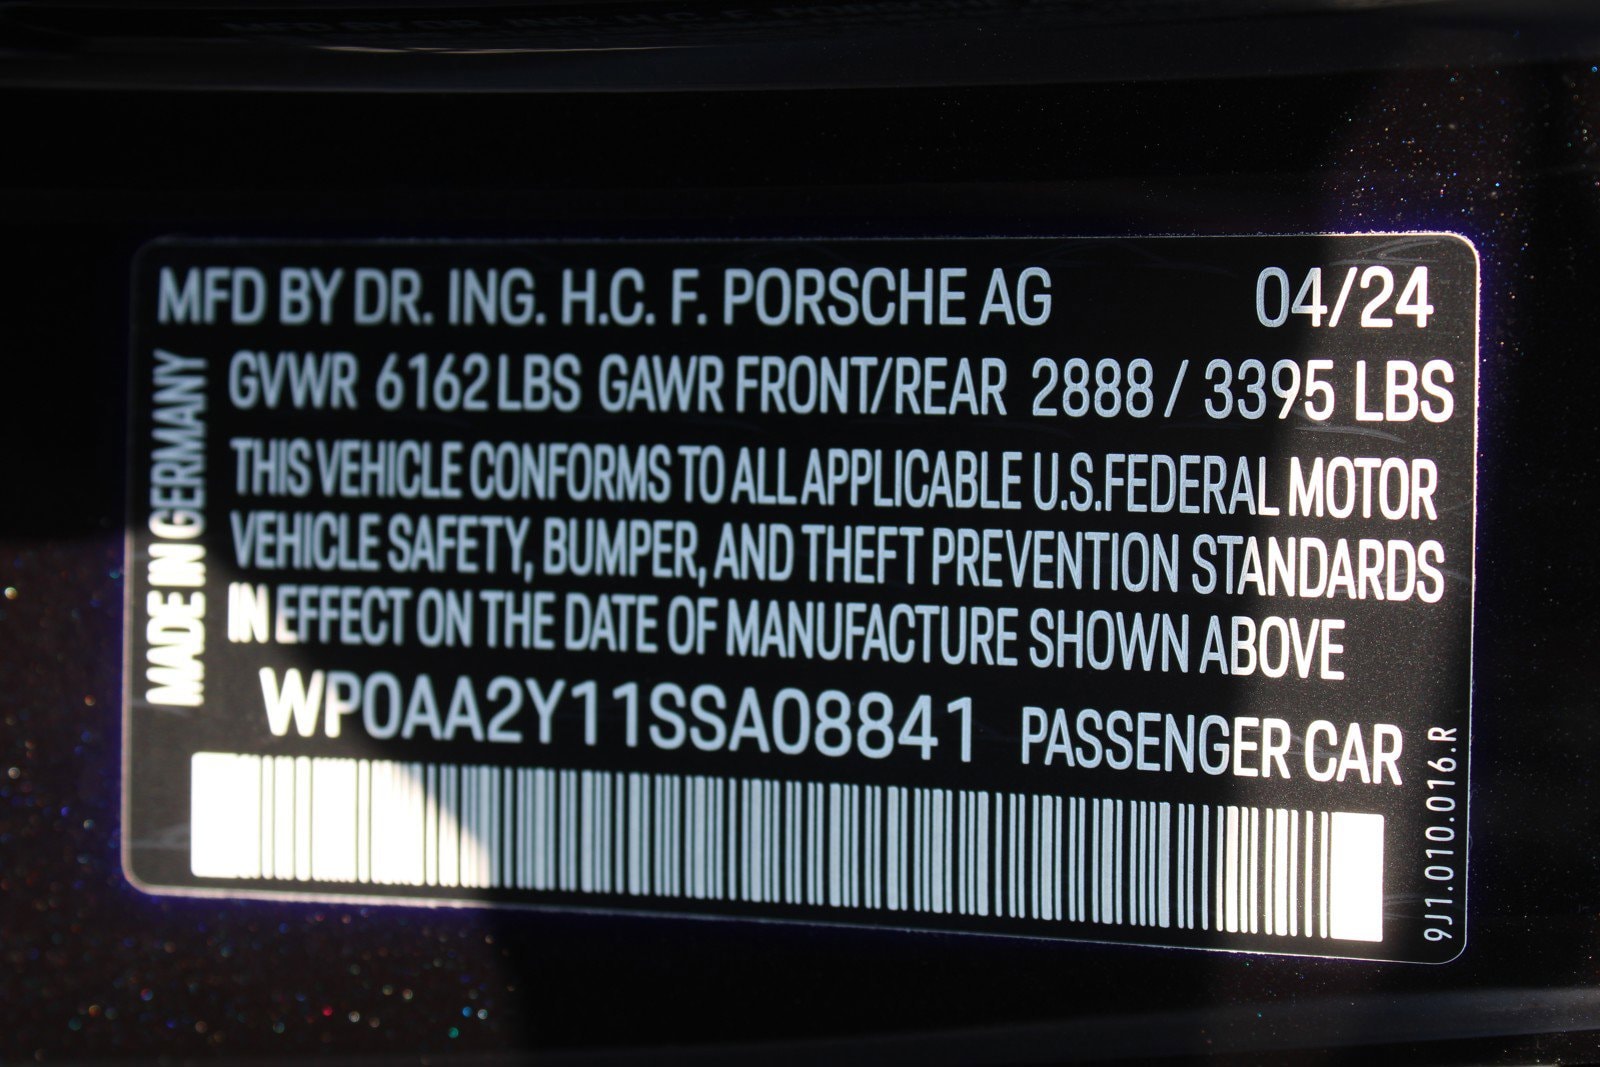 MFD BY DR. ING. H.C. F. PORSCHE AG 04/24
GVWR 6162 LBS GAWR FRONT/REAR 2888 / 3395 LBS
THIS VEHICLE CONFORMS TO ALL APPLICABLE U.S.FEDERAL MOTOR
VEHICLE SAFETY, BUMPER, AND THEFT PREVENTION STANDARDS
IN EFFECT ON THE DATE OF MANUFACTURE SHOWN ABOVE
WP0AA2Y11SSA08841 PASSENGER CAR
MADE IN GERMANY
9J1.010.016.R